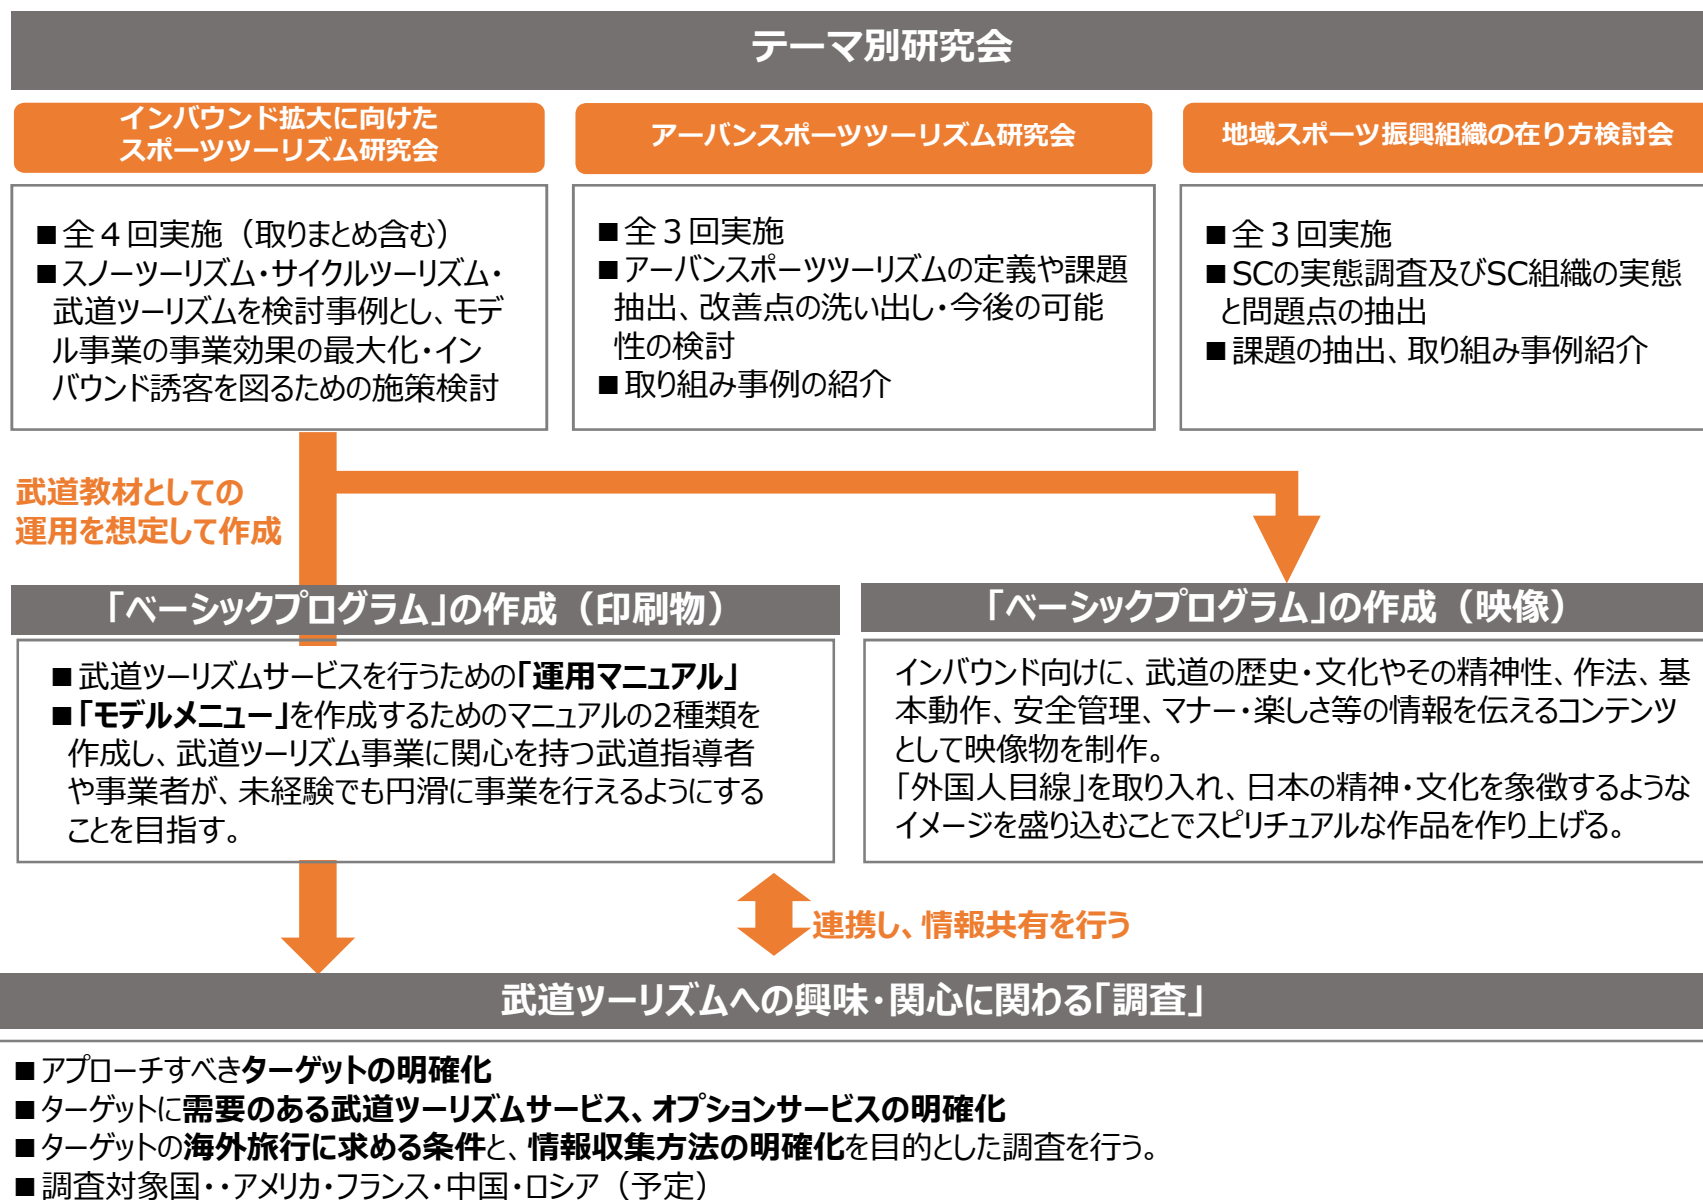 テーマ別研究会
インバウンド拡大に向けた
スポーツツーリズム研究会
■全４回実施（取りまとめ含む）
■スノーツーリズム・サイクルツーリズム・
武道ツーリズムを検討事例とし、モデ
ル事業の事業効果の最大化・イン
バウンド誘客を図るための施策検討
アーバンスポーツツーリズム研究会
■全３回実施
■アーバンスポーツツーリズムの定義や課題
抽出、改善点の洗い出し・今後の可能
性の検討
■取り組み事例の紹介
地域スポーツ振興組織の在り方検討会
■全３回実施
■SCの実態調査及びSC組織の実態
と問題点の抽出
■課題の抽出、取り組み事例紹介
武道教材としての
運用を想定して作成
「ベーシックプログラム」の作成（印刷物）
■武道ツーリズムサービスを行うための「運用マニュアル」
■「モデルメニュー」を作成するためのマニュアルの2種類を
作成し、武道ツーリズム事業に関心を持つ武道指導者
や事業者が、未経験でも円滑に事業を行えるようにする
ことを目指す。
「ベーシックプログラム」の作成（映像）
インバウンド向けに、武道の歴史・文化やその精神性、作法、基
本動作、安全管理、マナー・楽しさ等の情報を伝えるコンテンツ
として映像物を制作。
「外国人目線」を取り入れ、日本の精神・文化を象徴するような
イメージを盛り込むことでスピリチュアルな作品を作り上げる。
連携し、情報共有を行う
武道ツーリズムへの興味・関心に関わる「調査」
■アプローチすべきターゲットの明確化
■ターゲットに需要のある武道ツーリズムサービス、オプションサービスの明確化
■ターゲットの海外旅行に求める条件と、情報収集方法の明確化を目的とした調査を行う。
■調査対象国・・アメリカ・フランス・中国・ロシア（予定）